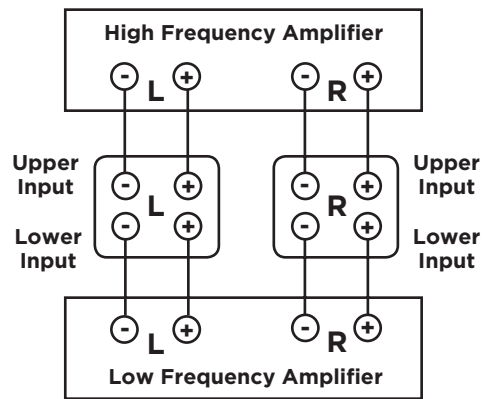 High Frequency Amplifier
- L + - R +
Upper
Input
- L + - R +
Upper
Input
Lower
Input
- + - +
Lower
Input
- L + - R +
Low Frequency Amplifier